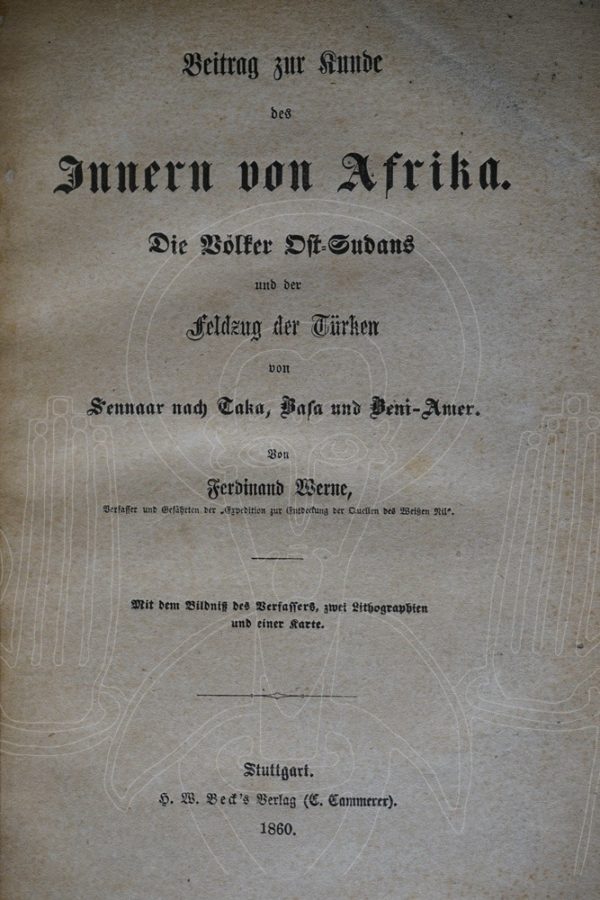 Beitrag zur Kunde
des
Innern von Afrika.
Die Völker Ost-Sudans
und der
Feldzug der Türken
von
Sennaar nach Taka, Basa und Beni-Amer.
Von
Ferdinand Werne,
Verfasser und Gefährten der „Expedition zur Entdeckung der Quellen des Weißen Nil“.
Mit dem Bildniß des Verfassers, zwei Lithographien
und einer Karte.
Stuttgart.
H. W. Beck's Verlag (C. Cammerer).
1860.